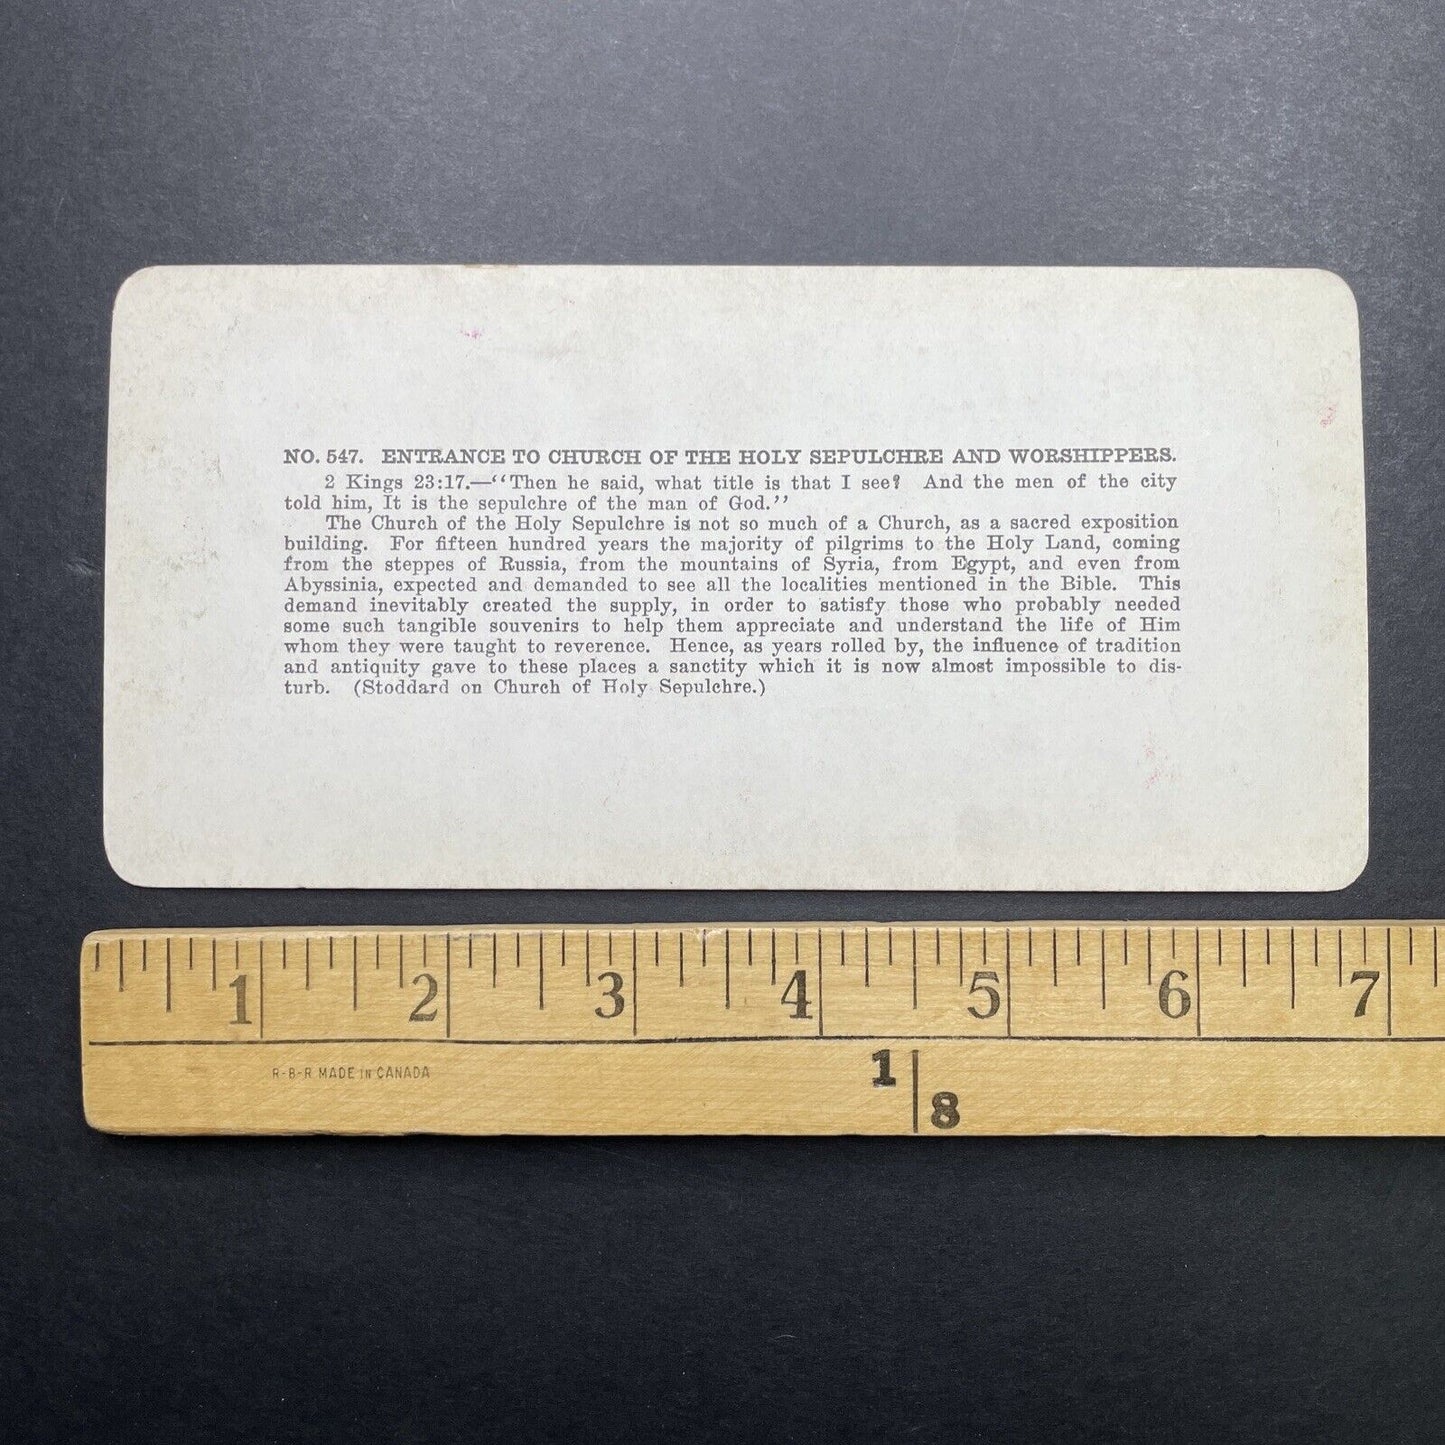 NO. 547. ENTRANCE TO CHURCH OF THE HOLY SEPULCHRE AND WORSHIPPERS.
2 Kings 23:17.—‘‘Then he said, what title is that I see? And the men of the city
told him, It is the sepulchre of the man of God.’’
The Church of the Holy Sepulchre is not so much of a Church, as a sacred exposition
building. For fifteen hundred years the majority of pilgrims to the Holy Land, coming
from the steppes of Russia, from the mountains of Syria, from Egypt, and even from
Abyssinia, expected and demanded to see all the localities mentioned in the Bible. This
demand inevitably created the supply, in order to satisfy those who probably needed
some such tangible souvenirs to help them appreciate and understand the life of Him
whom they were taught to reverence. Hence, as years rolled by, the influence of tradition
and antiquity gave to these places a sanctity which it is now almost impossible to dis-
turb. (Stoddard on Church of Holy Sepulchre.)
1 2 3 4 5 6 7
R-B-R MADE IN CANADA
1 8